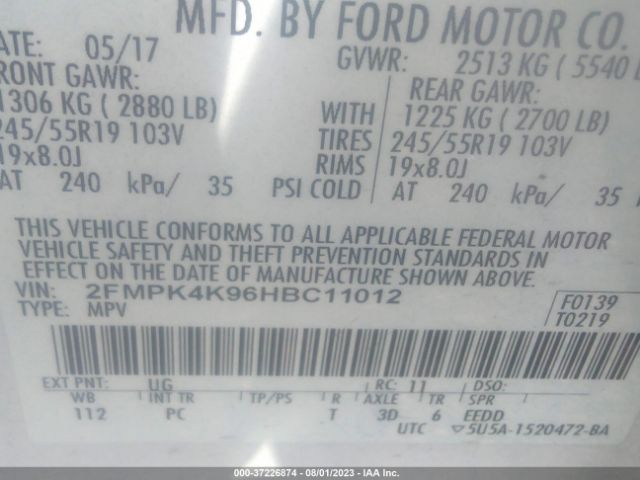 MFD. BY FORD MOTOR CO.
DATE: 05/17 GVWR: 2513 KG ( 5540
FRONT GAWR: REAR GAWR:
1306 KG ( 2880 LB) WITH 1225 KG ( 2700 LB)
245/55R19 103V TIRES 245/55R19 103V
19x8.0J RIMS 19x8.0J
AT 240 kPa/ 35 PSI COLD AT 240 kPa/ 35
THIS VEHICLE CONFORMS TO ALL APPLICABLE FEDERAL MOTOR
VEHICLE SAFETY AND THEFT PREVENTION STANDARDS IN
EFFECT ON THE DATE OF MANUFACTURE SHOWN ABOVE.
VIN: 2FMPK4K96HBC11012 F0139
TYPE: MPV T0219
EXT PNT: UG RC: 11 DSO:
WB INT TR TP/PS R AXLE TR SPR
112 PC T 3D 6 EEDD
UTC ▽5U5A-1520472-BA
000-37226874 - 08/01/2023 - IAA Inc.